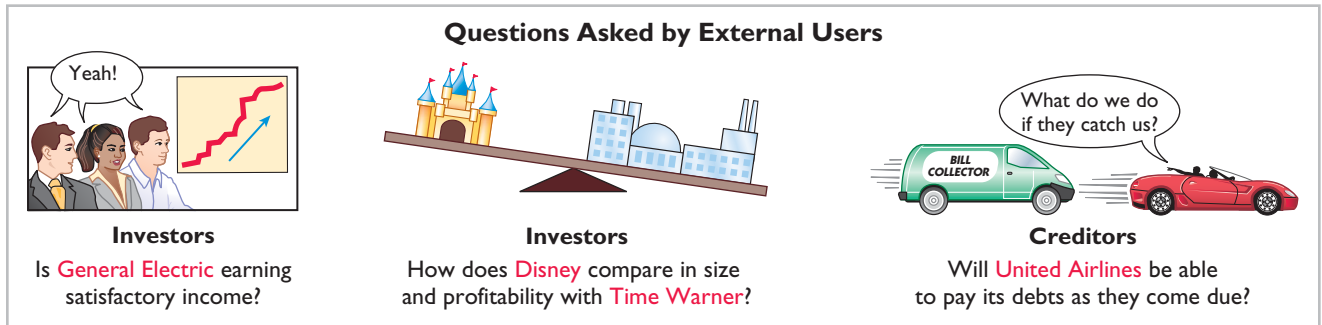 Questions Asked by External Users
Yeah!
What do we do
if they catch us?
BILL
COLLECTOR
Investors
Is General Electric earning
satisfactory income?
Investors
How does Disney compare in size
and profitability with Time Warner?
Creditors
Will United Airlines be able
to pay its debts as they come due?